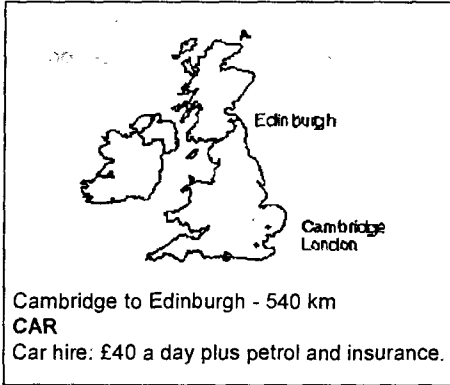 Edinburgh
Cambridge
London
Cambridge to Edinburgh - 540 km
CAR
Car hire: £40 a day plus petrol and insurance.